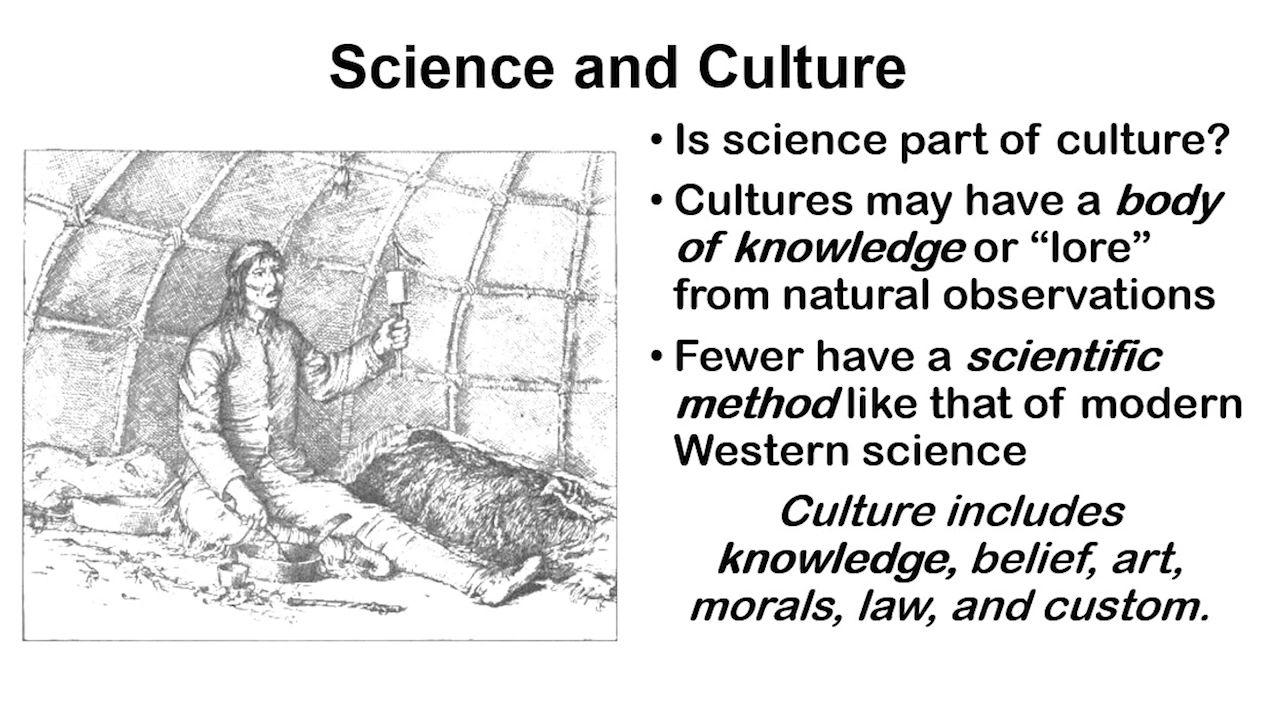 Science and Culture
• Is science part of culture?
• Cultures may have a body
of knowledge or “lore”
from natural observations
• Fewer have a scientific
method like that of modern
Western science
Culture includes
knowledge, belief, art,
morals, law, and custom.